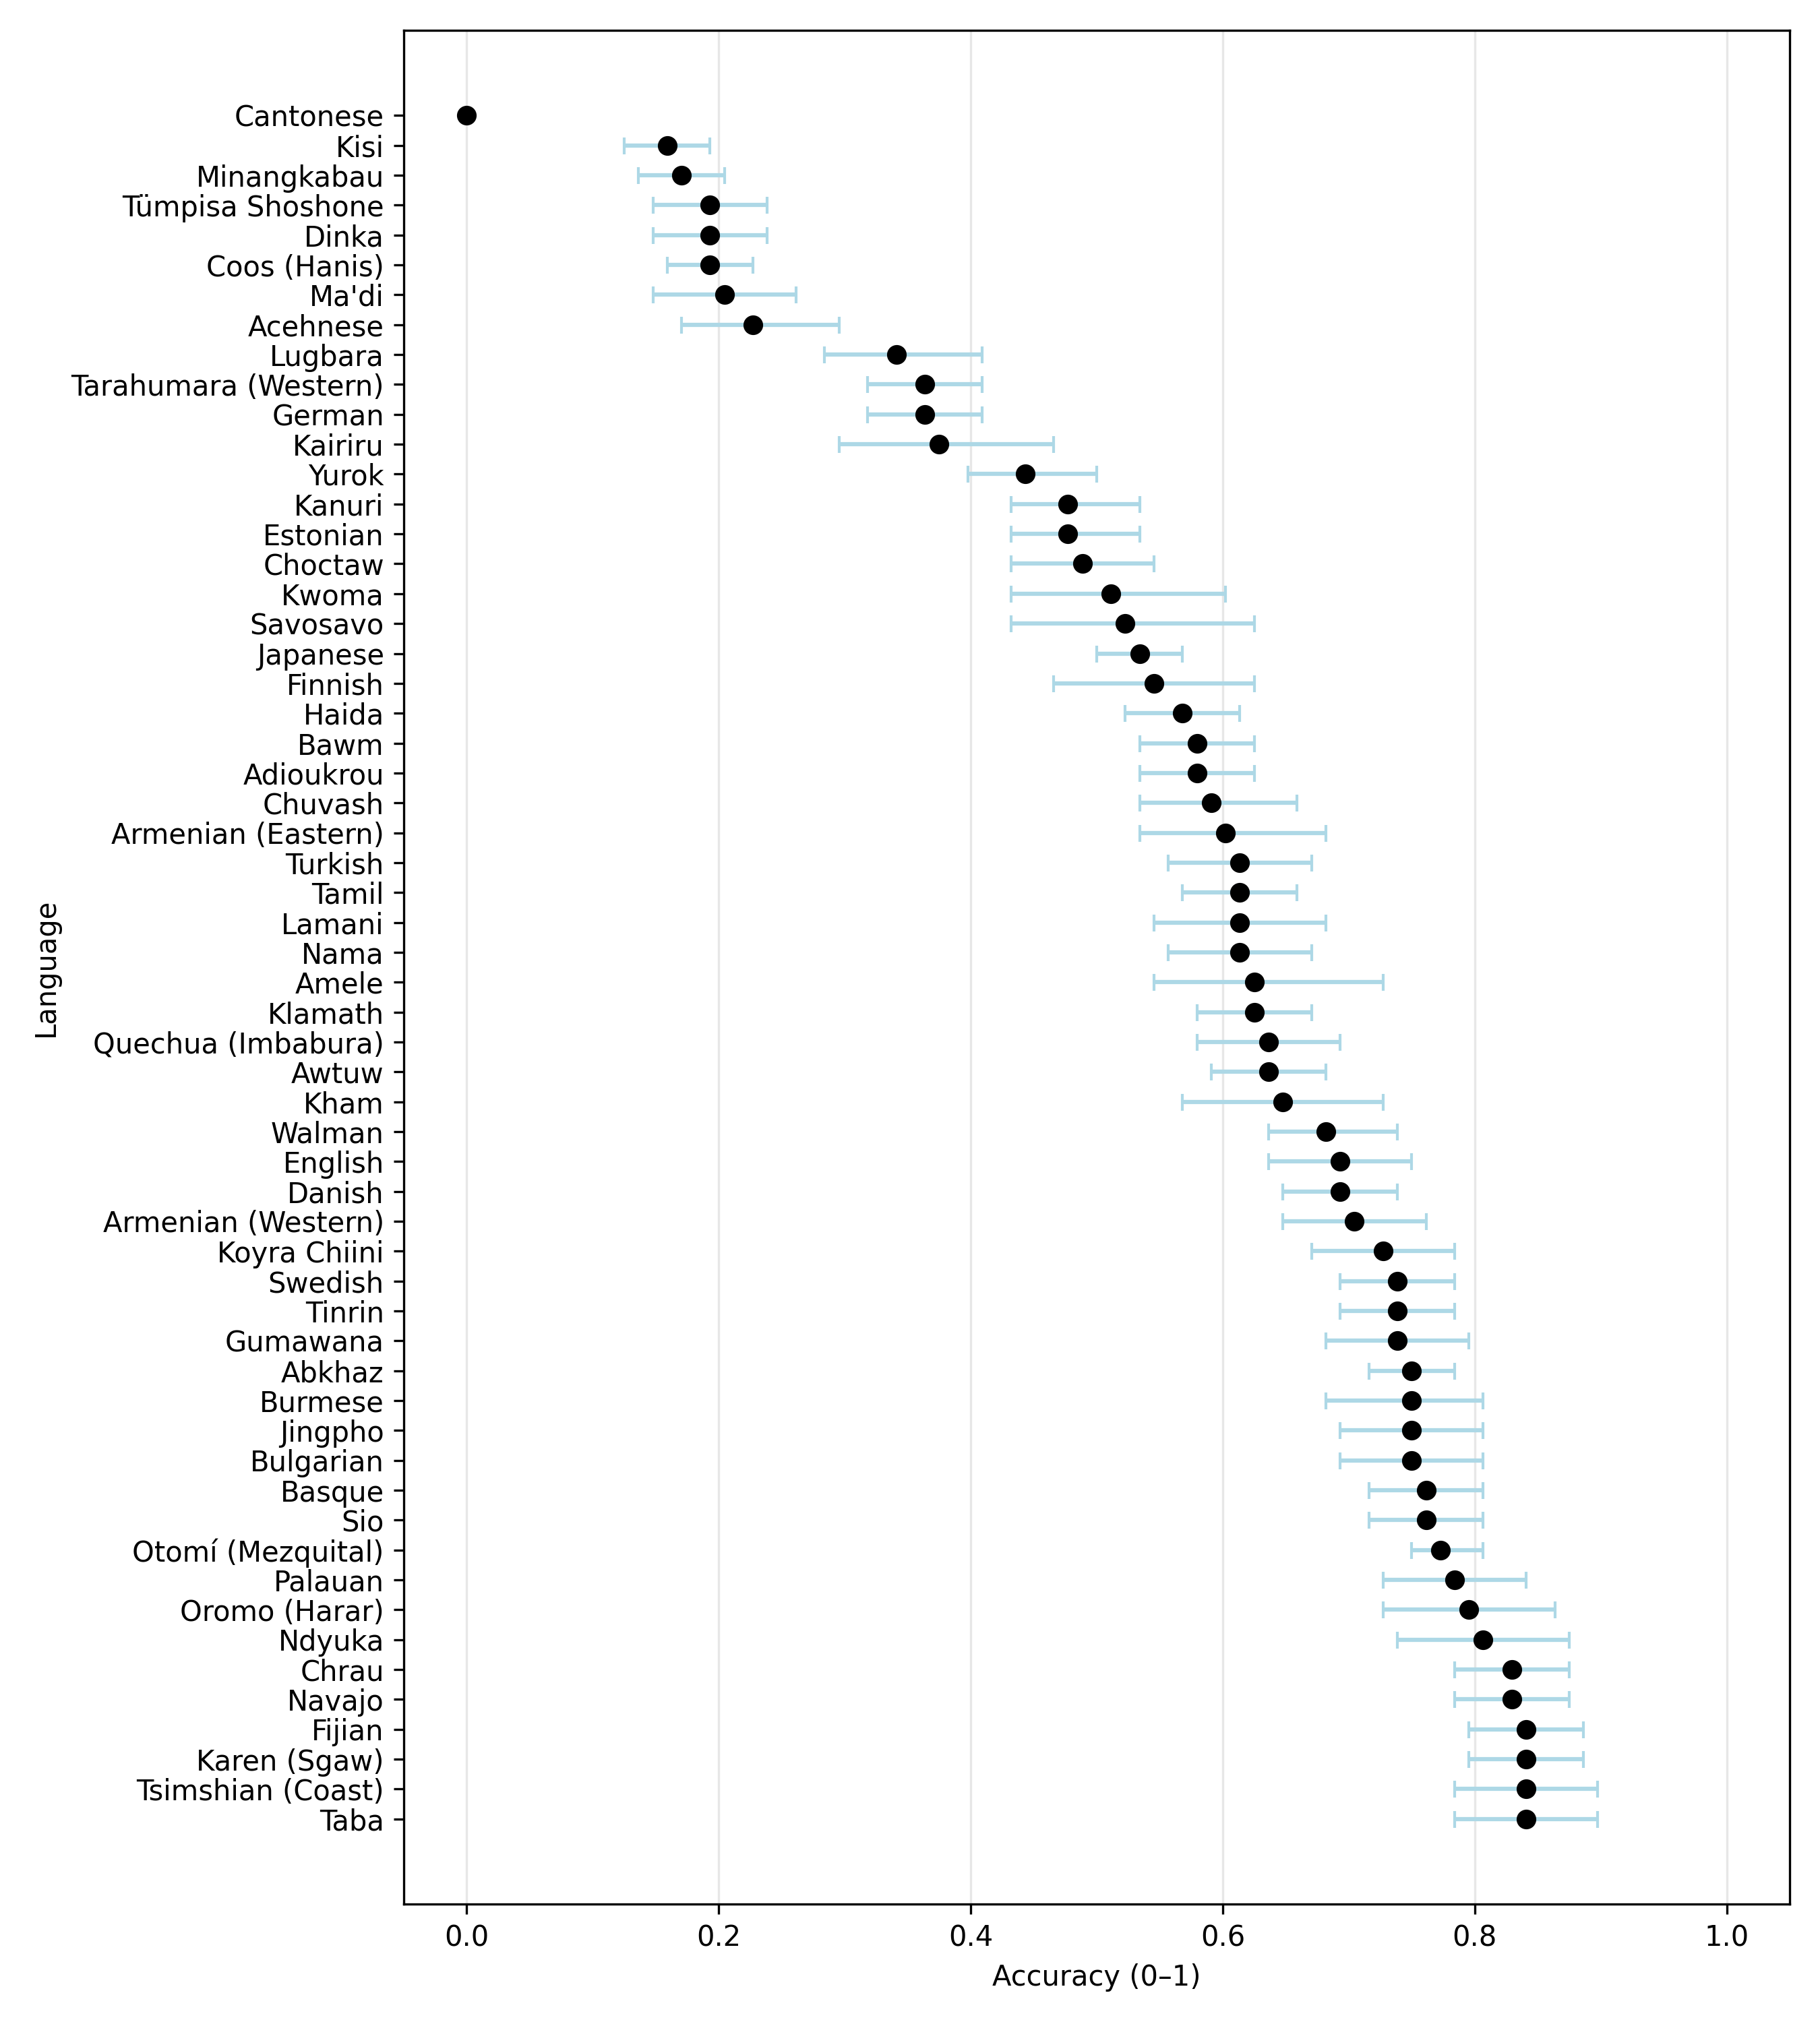 Cantonese
Kisi
Minangkabau
Tümpisa Shoshone
Dinka
Coos (Hanis)
Ma'di
Acehnese
Lugbara
Tarahumara (Western)
German
Kairiru
Yurok
Kanuri
Estonian
Choctaw
Kwoma
Savosavo
Japanese
Finnish
Haida
Bawm
Adioukrou
Chuvash
Armenian (Eastern)
Turkish
Tamil
Lamani
Nama
Amele
Klamath
Quechua (Imbabura)
Awtuw
Kham
Walman
English
Danish
Armenian (Western)
Koyra Chiini
Swedish
Tinrin
Gumawana
Abkhaz
Burmese
Jingpho
Bulgarian
Basque
Sio
Otomí (Mezquital)
Palauan
Oromo (Harar)
Ndyuka
Chrau
Navajo
Fijian
Karen (Sgaw)
Tsimshian (Coast)
Taba
Language
0.0 0.2 0.4 0.6 0.8 1.0
Accuracy (0–1)